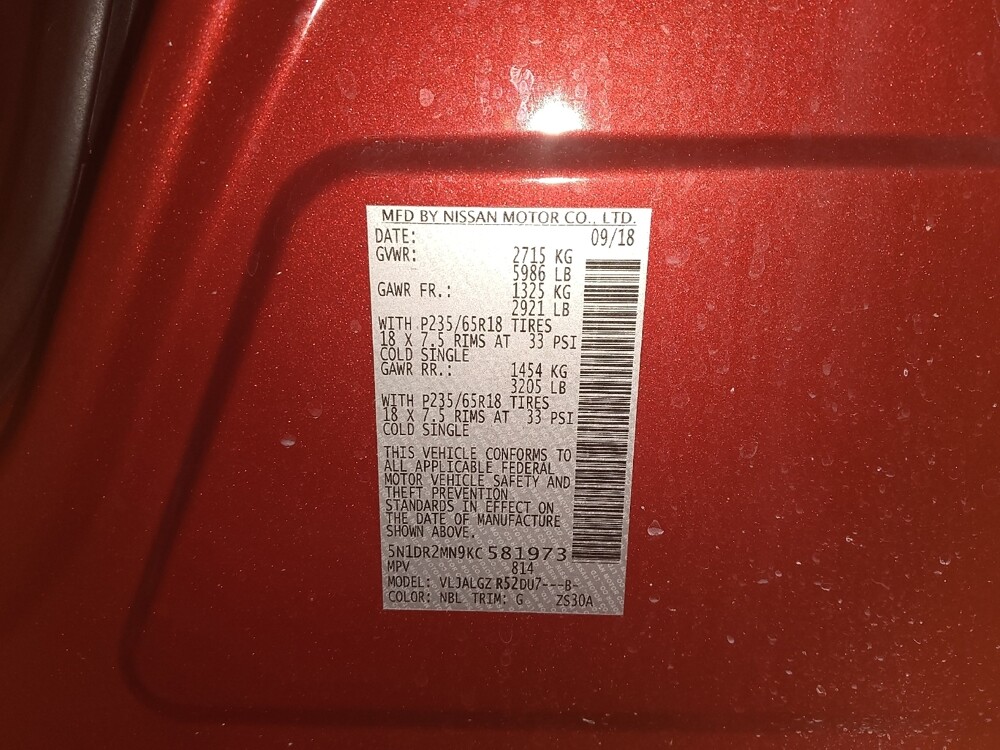 MFD BY NISSAN MOTOR CO., LTD.
DATE: 09/18
GVWR: 2715 KG
5986 LB
GAWR FR.: 1325 KG
2921 LB
WITH P235/65R18 TIRES
18 X 7.5 RIMS AT 33 PSI
COLD SINGLE
GAWR RR.: 1454 KG
3205 LB
WITH P235/65R18 TIRES
18 X 7.5 RIMS AT 33 PSI
COLD SINGLE
THIS VEHICLE CONFORMS TO
ALL APPLICABLE FEDERAL
MOTOR VEHICLE SAFETY AND
THEFT PREVENTION
STANDARDS IN EFFECT ON
THE DATE OF MANUFACTURE
SHOWN ABOVE.
5N1DR2MN9KC 581973
MPV 814
MODEL: VLJALGZ R52DU7---B-
COLOR: NBL TRIM: G ZS30A